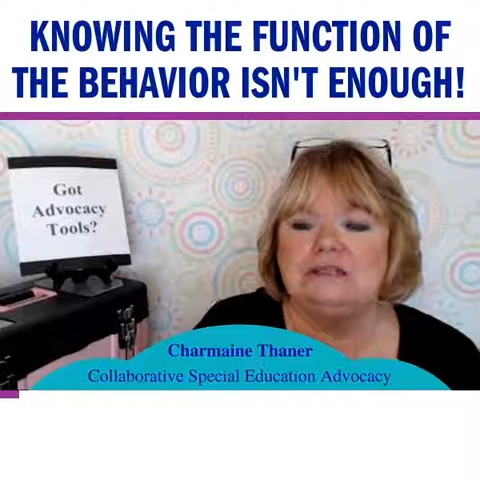 KNOWING THE FUNCTION OF
THE BEHAVIOR ISN'T ENOUGH!
Got
Advocacy
Tools?
Charmaine Thaner
Collaborative Special Education Advocacy